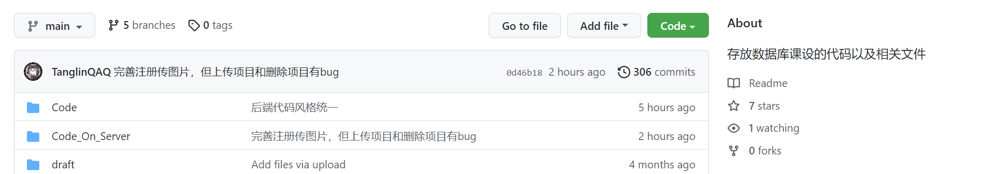 main 5 branches 0 tags Go to file Add file Code
TanglinQAQ 完善注册传图片，但上传项目和删除项目有bug 0d46b18 2 hours ago 306 commits
Code 后端代码风格统一 5 hours ago
Code_On_Server 完善注册传图片，但上传项目和删除项目有bug 2 hours ago
draft Add files via upload 4 months ago
About
存放数据库课设的代码以及相关文件
Readme
7 stars
1 watching
0 forks